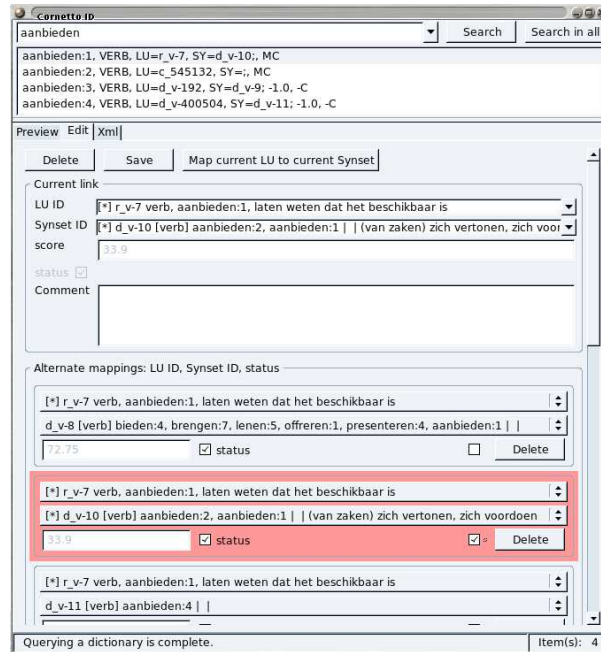 Cornetto ID
aanbieden Search Search in all
aanbieden:1, VERB, LU=r_v-7, SY=d_v-10;, MC
aanbieden:2, VERB, LU=c_545132, SY=;, MC
aanbieden:3, VERB, LU=d_v-192, SY=d_v-9; -1.0, -C
aanbieden:4, VERB, LU=d_v-400504, SY=d_v-11; -1.0, -C
Preview Edit Xml
Delete Save Map current LU to current Synset
Current link
LU ID [*] r_v-7 verb, aanbieden:1, laten weten dat het beschikbaar is
Synset ID [*] d_v-10 [verb] aanbieden:2, aanbieden:1 | | (van zaken) zich vertonen, zich voor
score 33.9
status
Comment
Alternate mappings: LU ID, Synset ID, status
[*] r_v-7 verb, aanbieden:1, laten weten dat het beschikbaar is
d_v-8 [verb] bieden:4, brengen:7, lenen:5, offreren:1, presenteren:4, aanbieden:1 | |
72.75 status Delete
[*] r_v-7 verb, aanbieden:1, laten weten dat het beschikbaar is
[*] d_v-10 [verb] aanbieden:2, aanbieden:1 | | (van zaken) zich vertonen, zich voordoen
33.9 status Delete
[*] r_v-7 verb, aanbieden:1, laten weten dat het beschikbaar is
d_v-11 [verb] aanbieden:4 | |
Querying a dictionary is complete. Item(s): 4